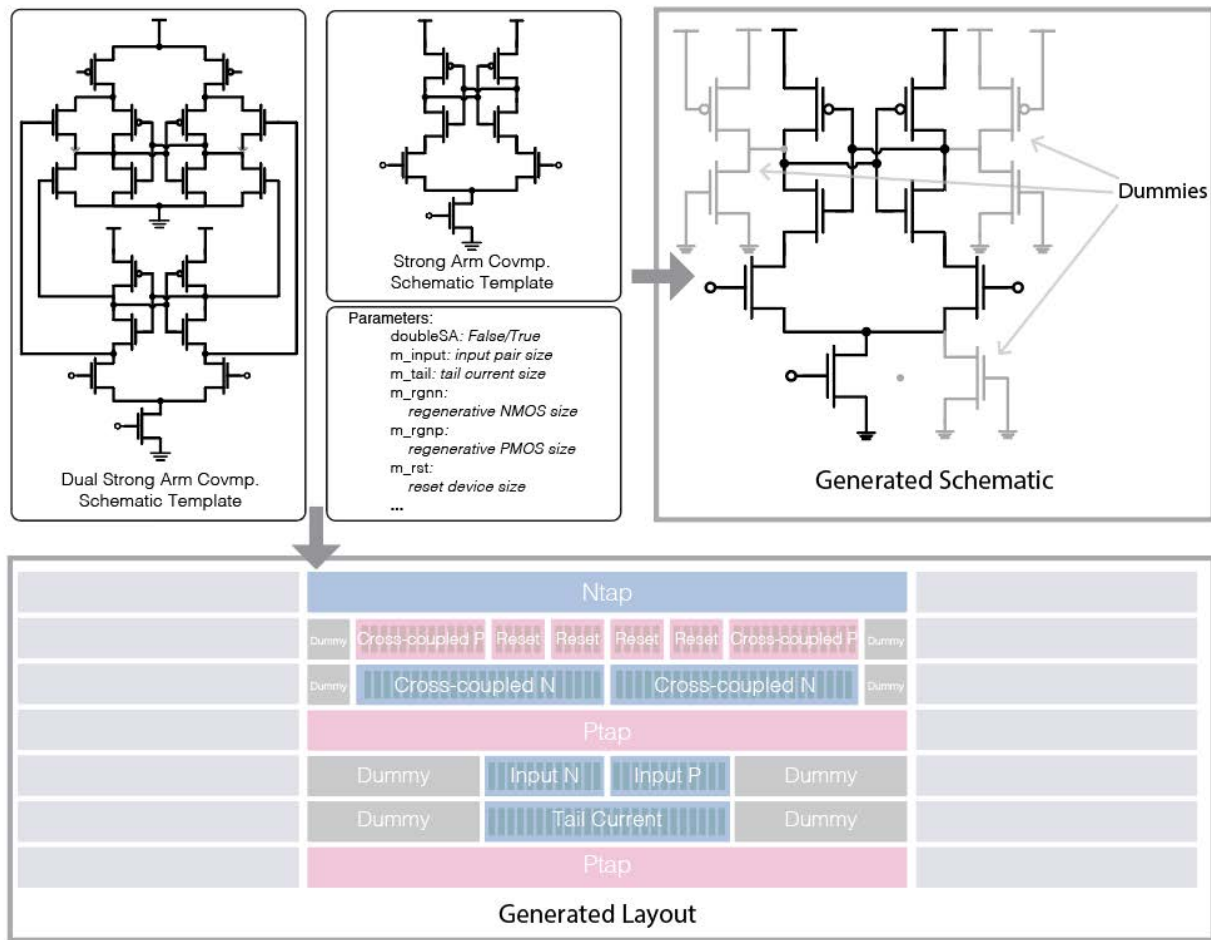 Dual Strong Arm Covmp.
Schematic Template
Strong Arm Covmp.
Schematic Template
Parameters:
doubleSA: False/True
m_input: input pair size
m_tail: tail current size
m_rgnn:
regenerative NMOS size
m_rgnp:
regenerative PMOS size
m_rst:
reset device size
...
Dummies
Generated Schematic
Ntap
Dummy Cross-coupled P Reset Reset Reset Reset Cross-coupled P Dummy
Dummy Cross-coupled N Cross-coupled N Dummy
Ptap
Dummy Input N Input P Dummy
Dummy Tail Current Dummy
Ptap
Generated Layout